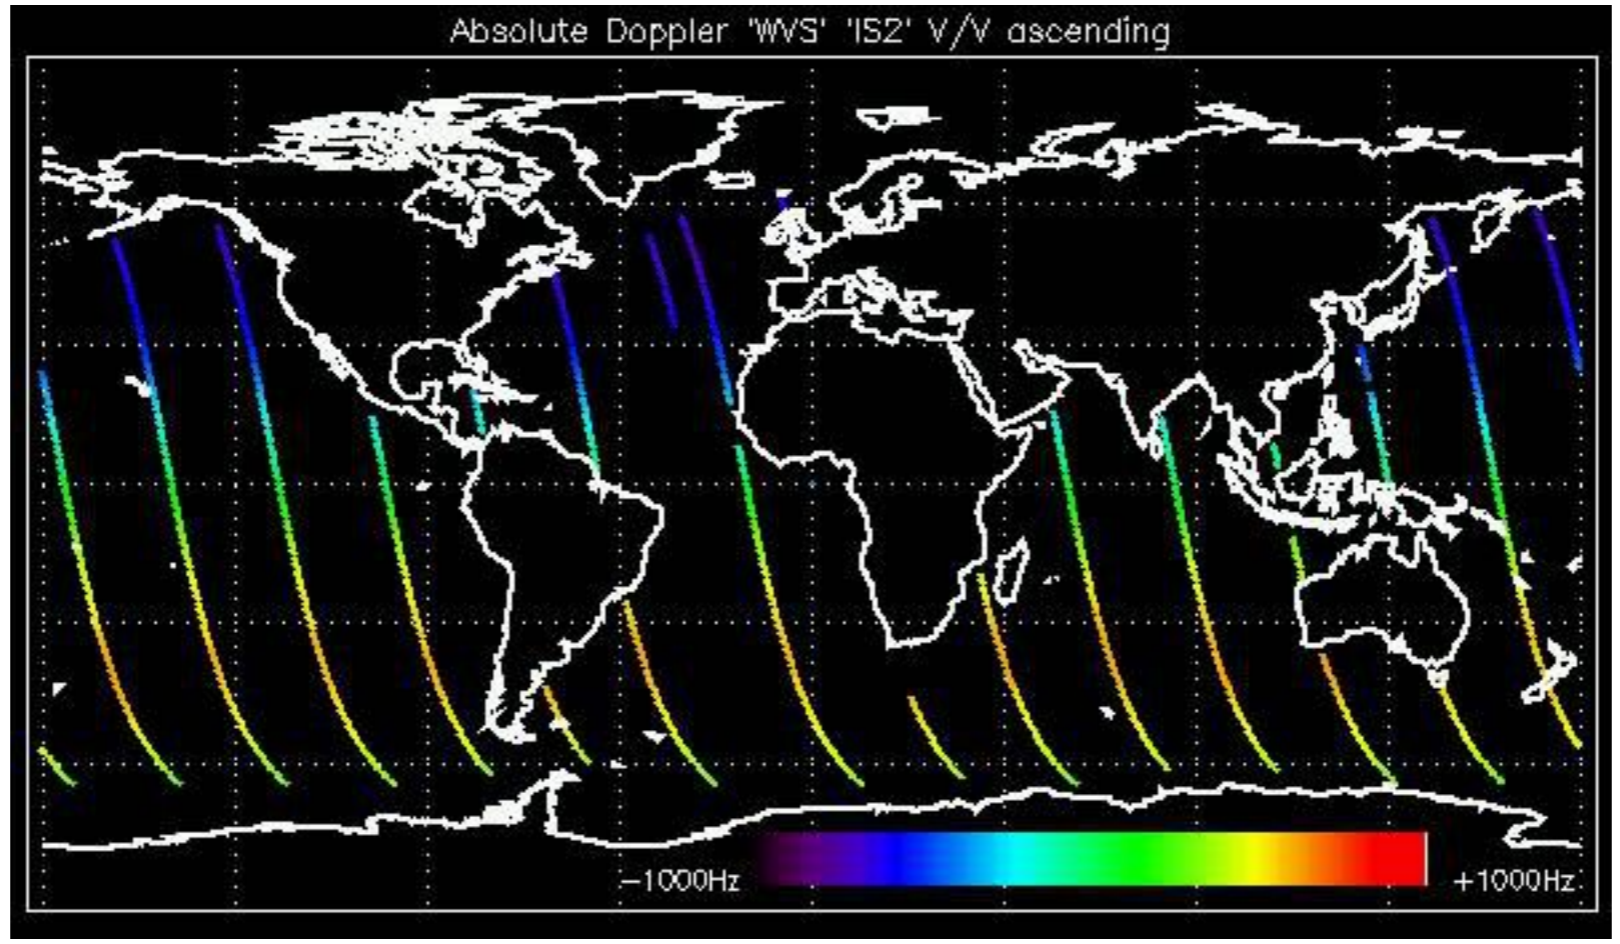 Absolute Doppler 'WVS' 'IS2' V/V ascending
−1000Hz +1000Hz